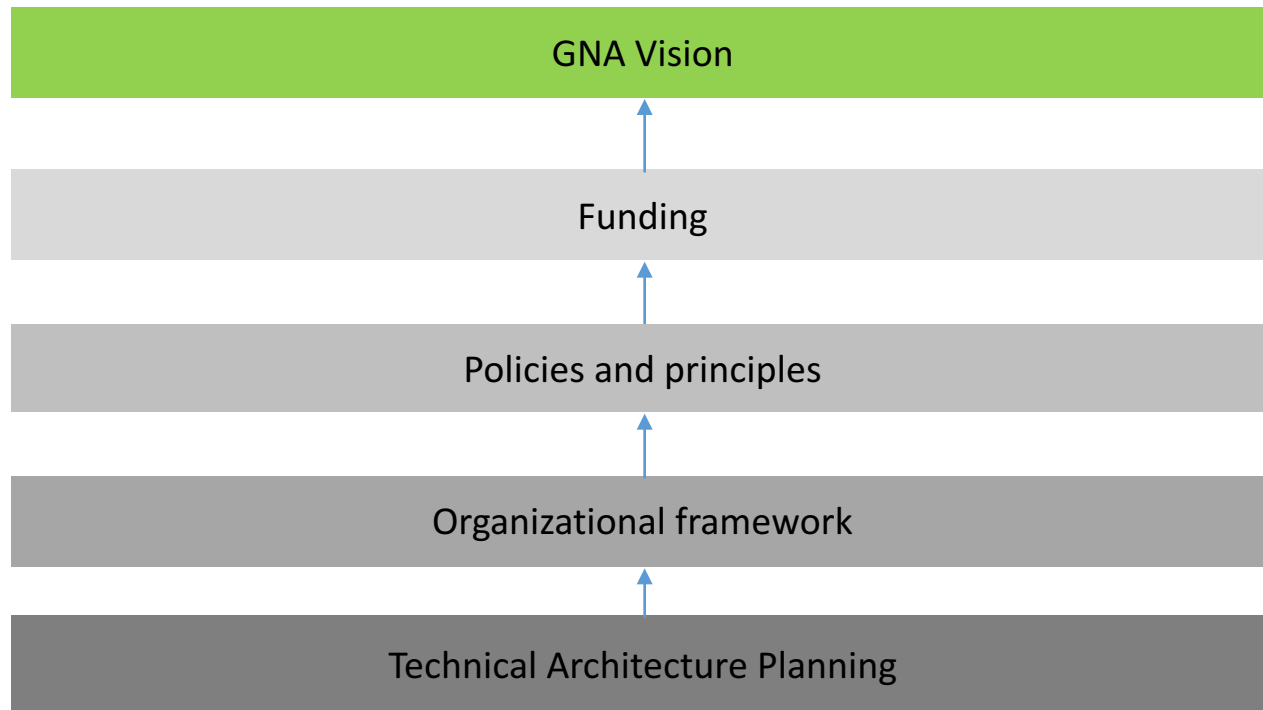 GNA Vision
Funding
Policies and principles
Organizational framework
Technical Architecture Planning